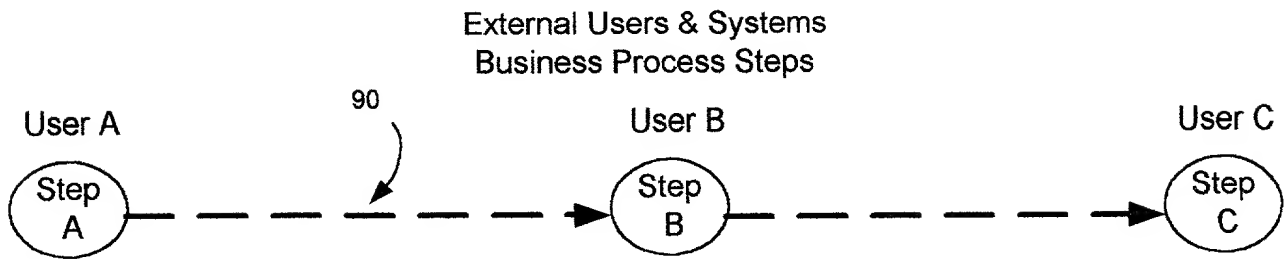 External Users & Systems
Business Process Steps
90
User A
User B
User C
Step
A
Step
B
Step
C